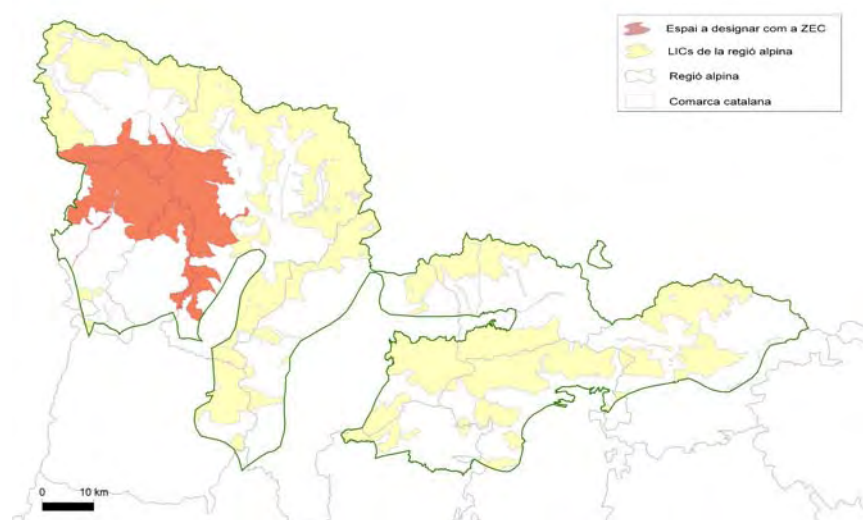 Espai a designar com a ZEC
LICs de la regió alpina
Regió alpina
Comarca catalana
0 10 km